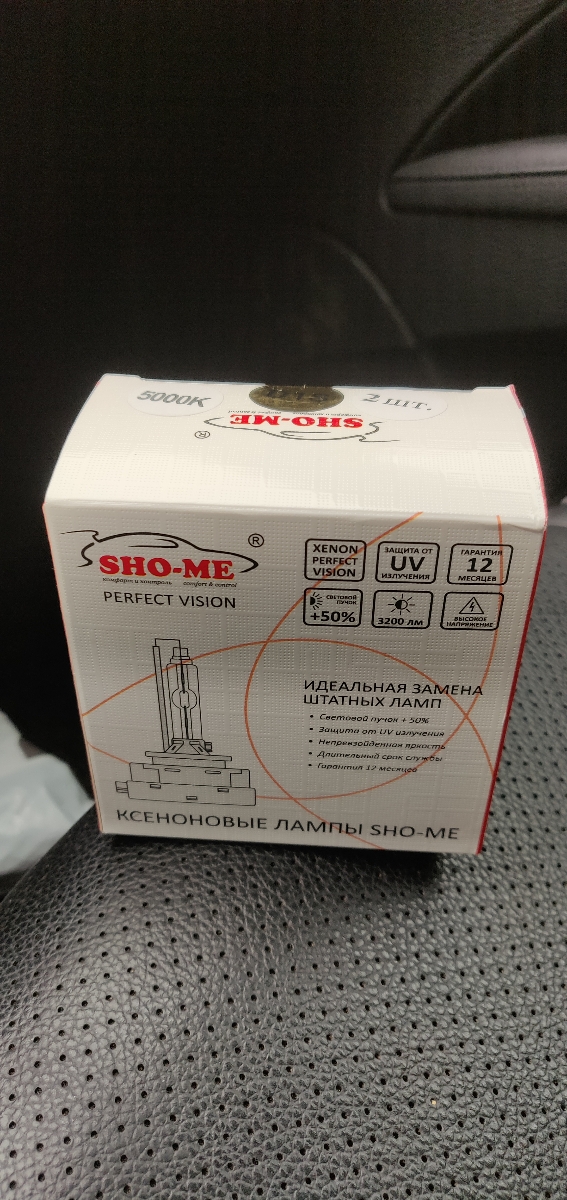 5000K
2 шт.
SHO-ME
®
SHO-ME ®
комфорт и контроль comfort & control
PERFECT VISION
XENON
PERFECT
VISION
ЗАЩИТА ОТ
UV
ИЗЛУЧЕНИЯ
ГАРАНТИЯ
12
МЕСЯЦЕВ
СВЕТОВОЙ
ПУЧОК
+50%
3200 ЛМ
ВЫСОКОЕ
НАПРЯЖЕНИЕ
ИДЕАЛЬНАЯ ЗАМЕНА
ШТАТНЫХ ЛАМП
• Световой пучок + 50%
• Защита от UV излучения
• Непревзойденная яркость
• Длительный срок службы
• Гарантия 12 месяцев
КСЕНОНОВЫЕ ЛАМПЫ SHO-ME